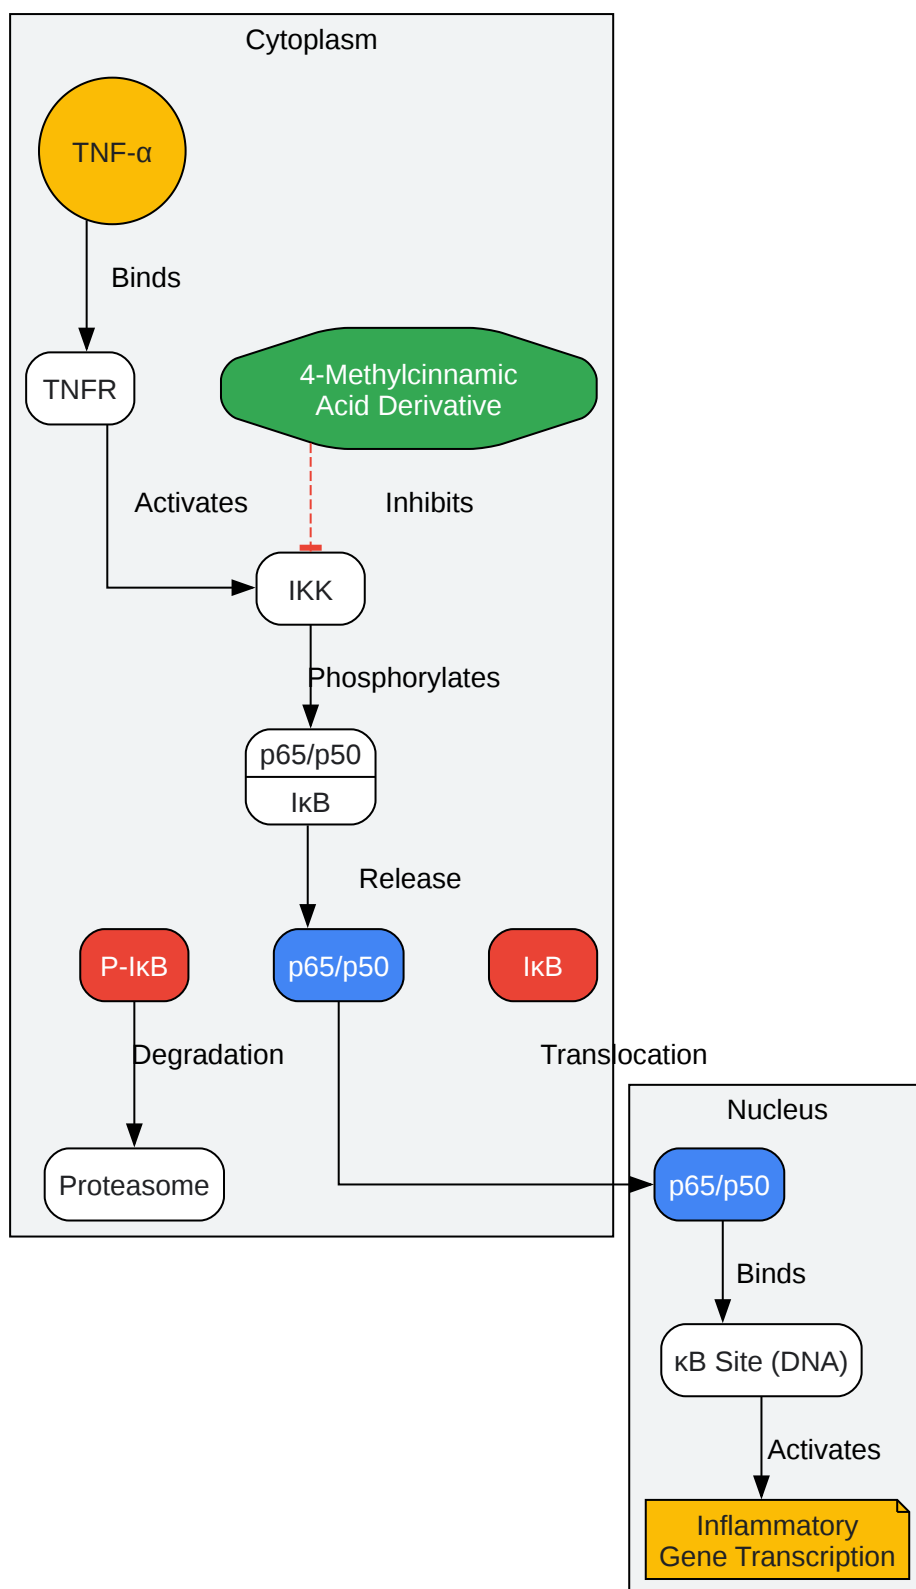 Cytoplasm
TNF-α
Binds
TNFR
4-Methylcinnamic
Acid Derivative
Activates
Inhibits
IKK
Phosphorylates
p65/p50
IκB
Release
P-IκB
p65/p50
IκB
Degradation
Translocation
Nucleus
Proteasome
p65/p50
Binds
κB Site (DNA)
Activates
Inflammatory
Gene Transcription